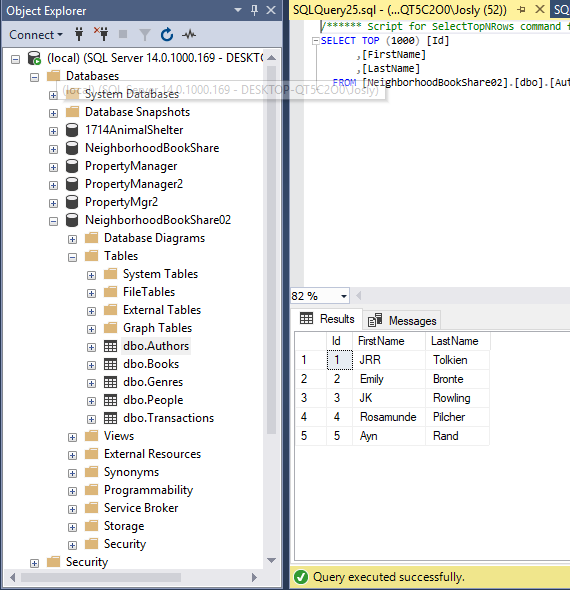 Object Explorer
Connect
(local) (SQL Server 14.0.1000.169 - DESKTOP
Databases
System Databases
(local) (SQL Server 14.0.1000.169 - DESKTOP-QT5C2O0\Josly)
Database Snapshots
1714AnimalShelter
NeighborhoodBookShare
PropertyManager
PropertyManager2
PropertyMgr2
NeighborhoodBookShare02
Database Diagrams
Tables
System Tables
FileTables
External Tables
Graph Tables
dbo.Authors
dbo.Books
dbo.Genres
dbo.People
dbo.Transactions
Views
External Resources
Synonyms
Programmability
Service Broker
Storage
Security
Security
SQLQuery25.sql - (...QT5C2O0\Josly (52)) SQ
/****** Script for SelectTopNRows command f
SELECT TOP (1000) [Id]
,[FirstName]
,[LastName]
FROM [NeighborhoodBookShare02].[dbo].[Aut
82 %
Results Messages
Id FirstName LastName
1 1 JRR Tolkien
2 2 Emily Bronte
3 3 JK Rowling
4 4 Rosamunde Pilcher
5 5 Ayn Rand
Query executed successfully.